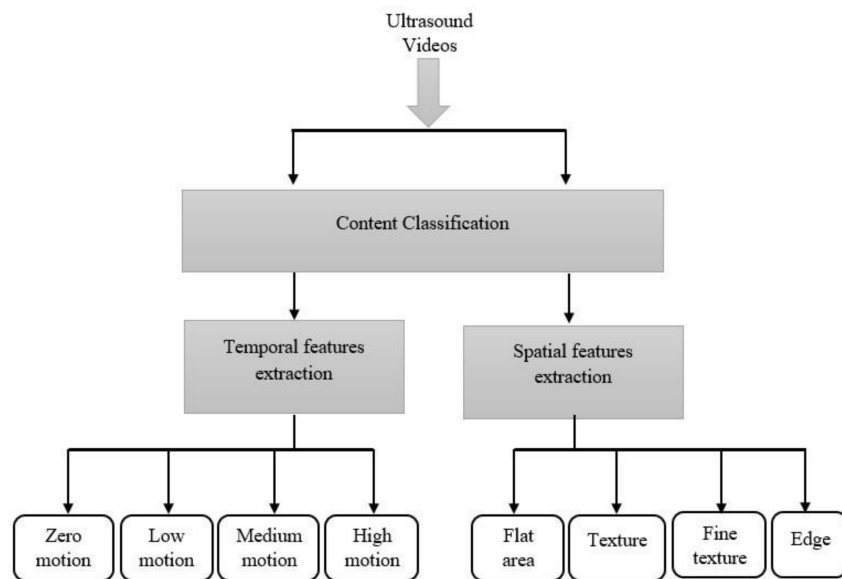 Ultrasound
Videos
Content Classification
Temporal features
extraction
Spatial features
extraction
Zero
motion
Low
motion
Medium
motion
High
motion
Flat
area
Texture
Fine
texture
Edge